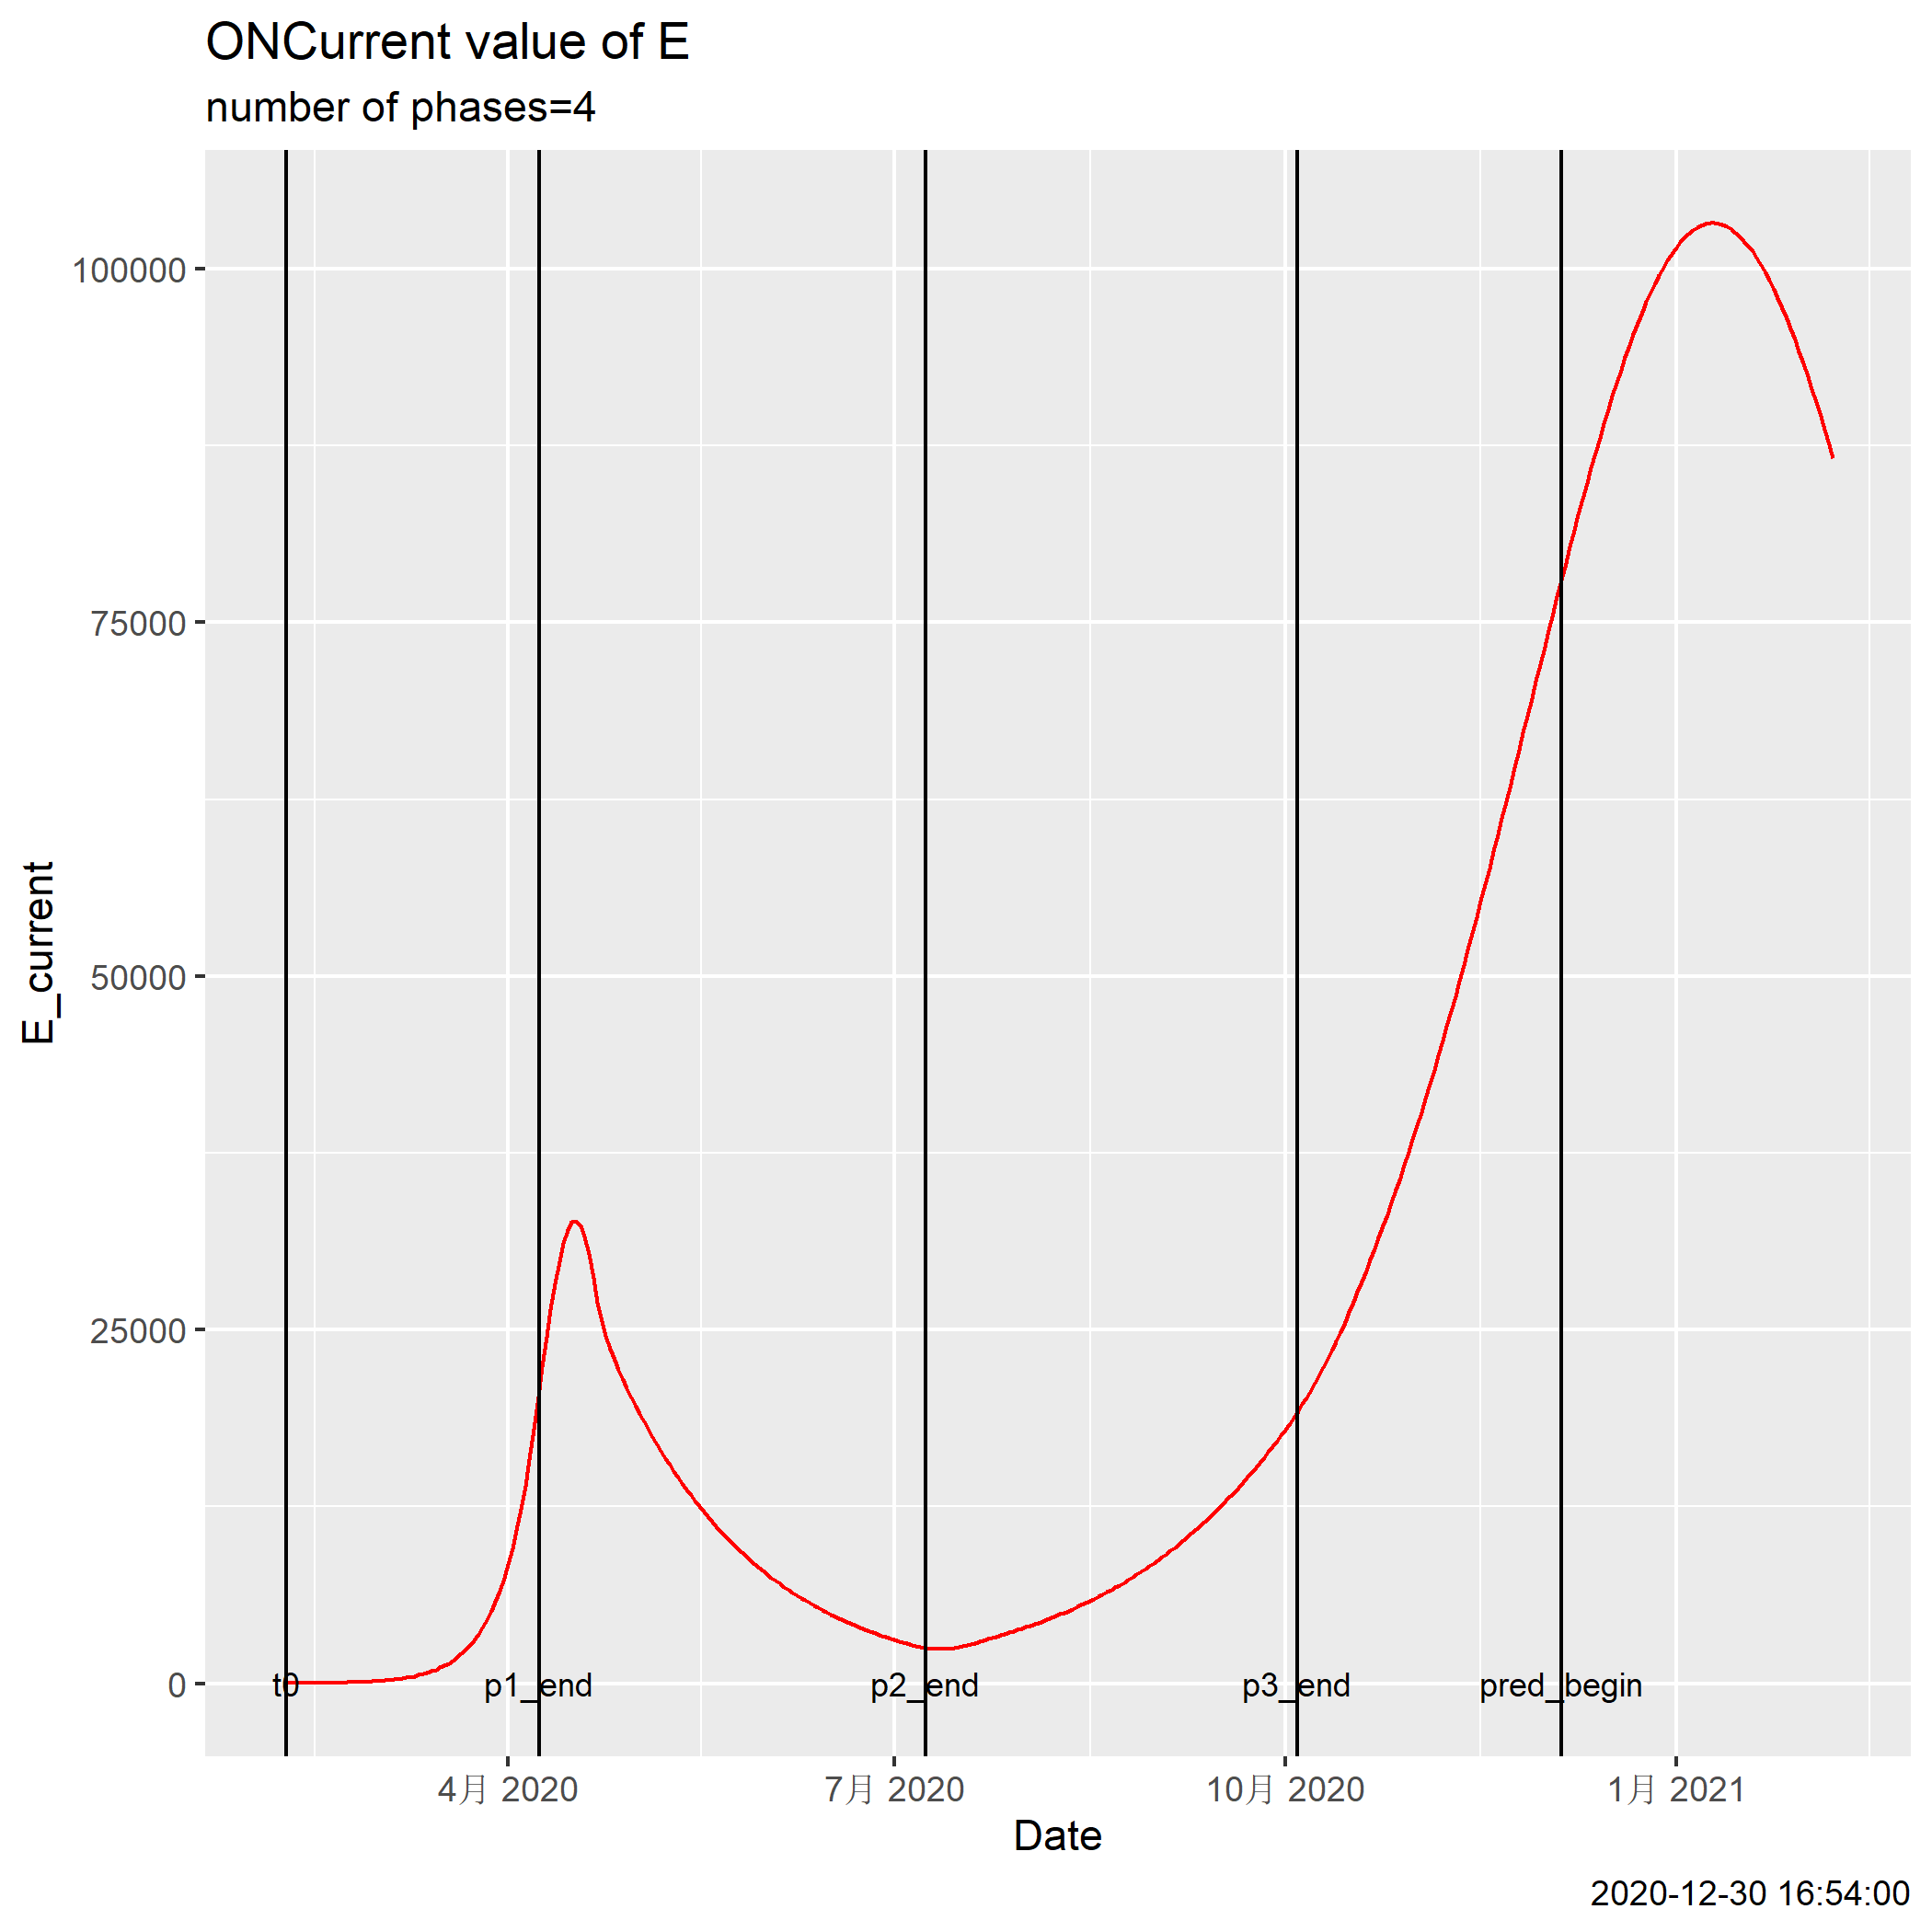 ONCurrent value of E
number of phases=4
E_current
100000
75000
50000
25000
0
t0
p1_end
p2_end
p3_end
pred_begin
4月 2020
7月 2020
10月 2020
1月 2021
Date
2020-12-30 16:54:00